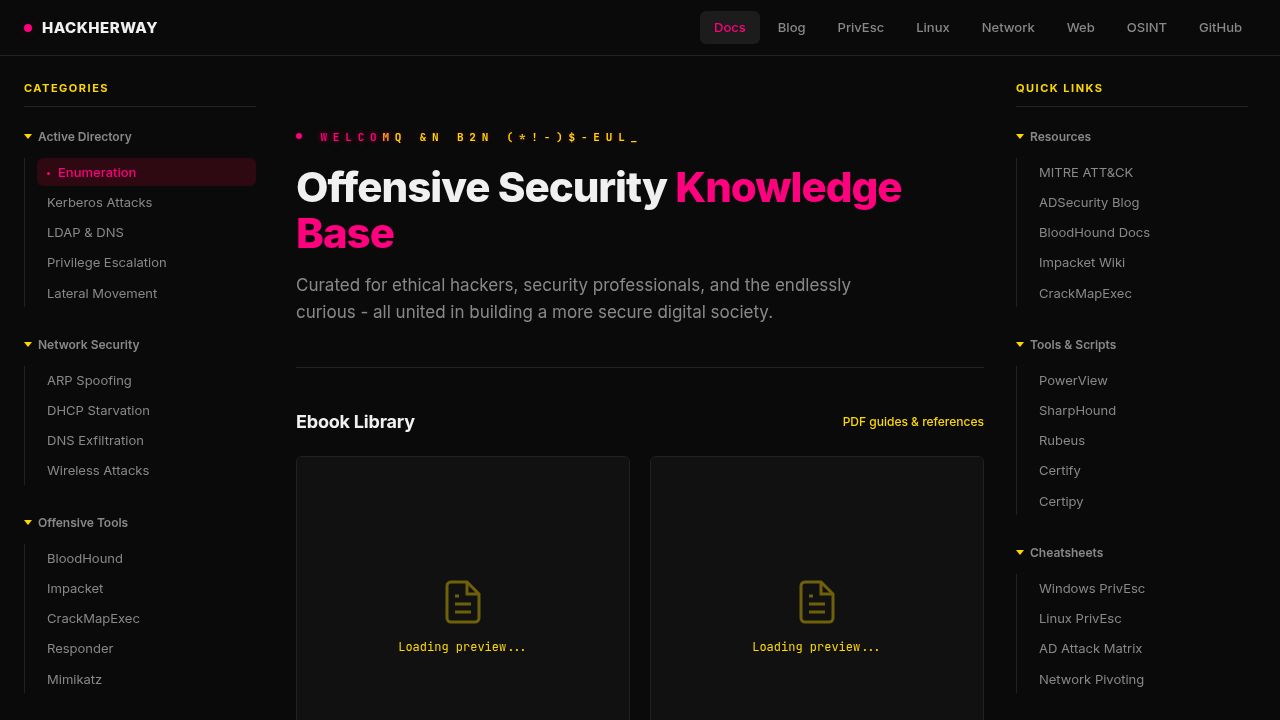 HACKHERWAY
Docs
Blog
PrivEsc
Linux
Network
Web
OSINT
GitHub
CATEGORIES
Active Directory
Enumeration
Kerberos Attacks
LDAP & DNS
Privilege Escalation
Lateral Movement
Network Security
ARP Spoofing
DHCP Starvation
DNS Exfiltration
Wireless Attacks
Offensive Tools
BloodHound
Impacket
CrackMapExec
Responder
Mimikatz
WELCOMQ &N B2N (*!-)$-EUL_
Offensive Security Knowledge
Base
Curated for ethical hackers, security professionals, and the endlessly
curious - all united in building a more secure digital society.
Ebook Library
PDF guides & references
Loading preview...
Loading preview...
QUICK LINKS
Resources
MITRE ATT&CK
ADSecurity Blog
BloodHound Docs
Impacket Wiki
CrackMapExec
Tools & Scripts
PowerView
SharpHound
Rubeus
Certify
Certipy
Cheatsheets
Windows PrivEsc
Linux PrivEsc
AD Attack Matrix
Network Pivoting